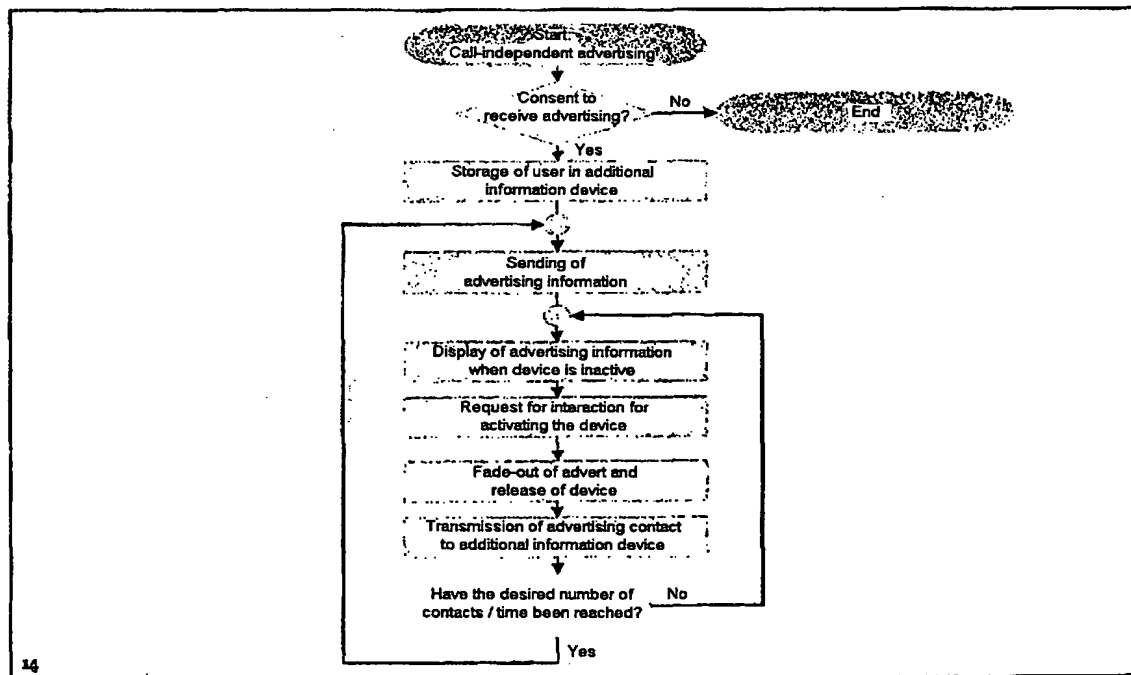 Start:
Call-independent advertising
Consent to
receive advertising?
No
End
Yes
Storage of user in additional
information device
Sending of
advertising information
Display of advertising information
when device is inactive
Request for interaction for
activating the device
Fade-out of advert and
release of device
Transmission of advertising contact
to additional information device
Have the desired number of
contacts / time been reached?
No
Yes
14